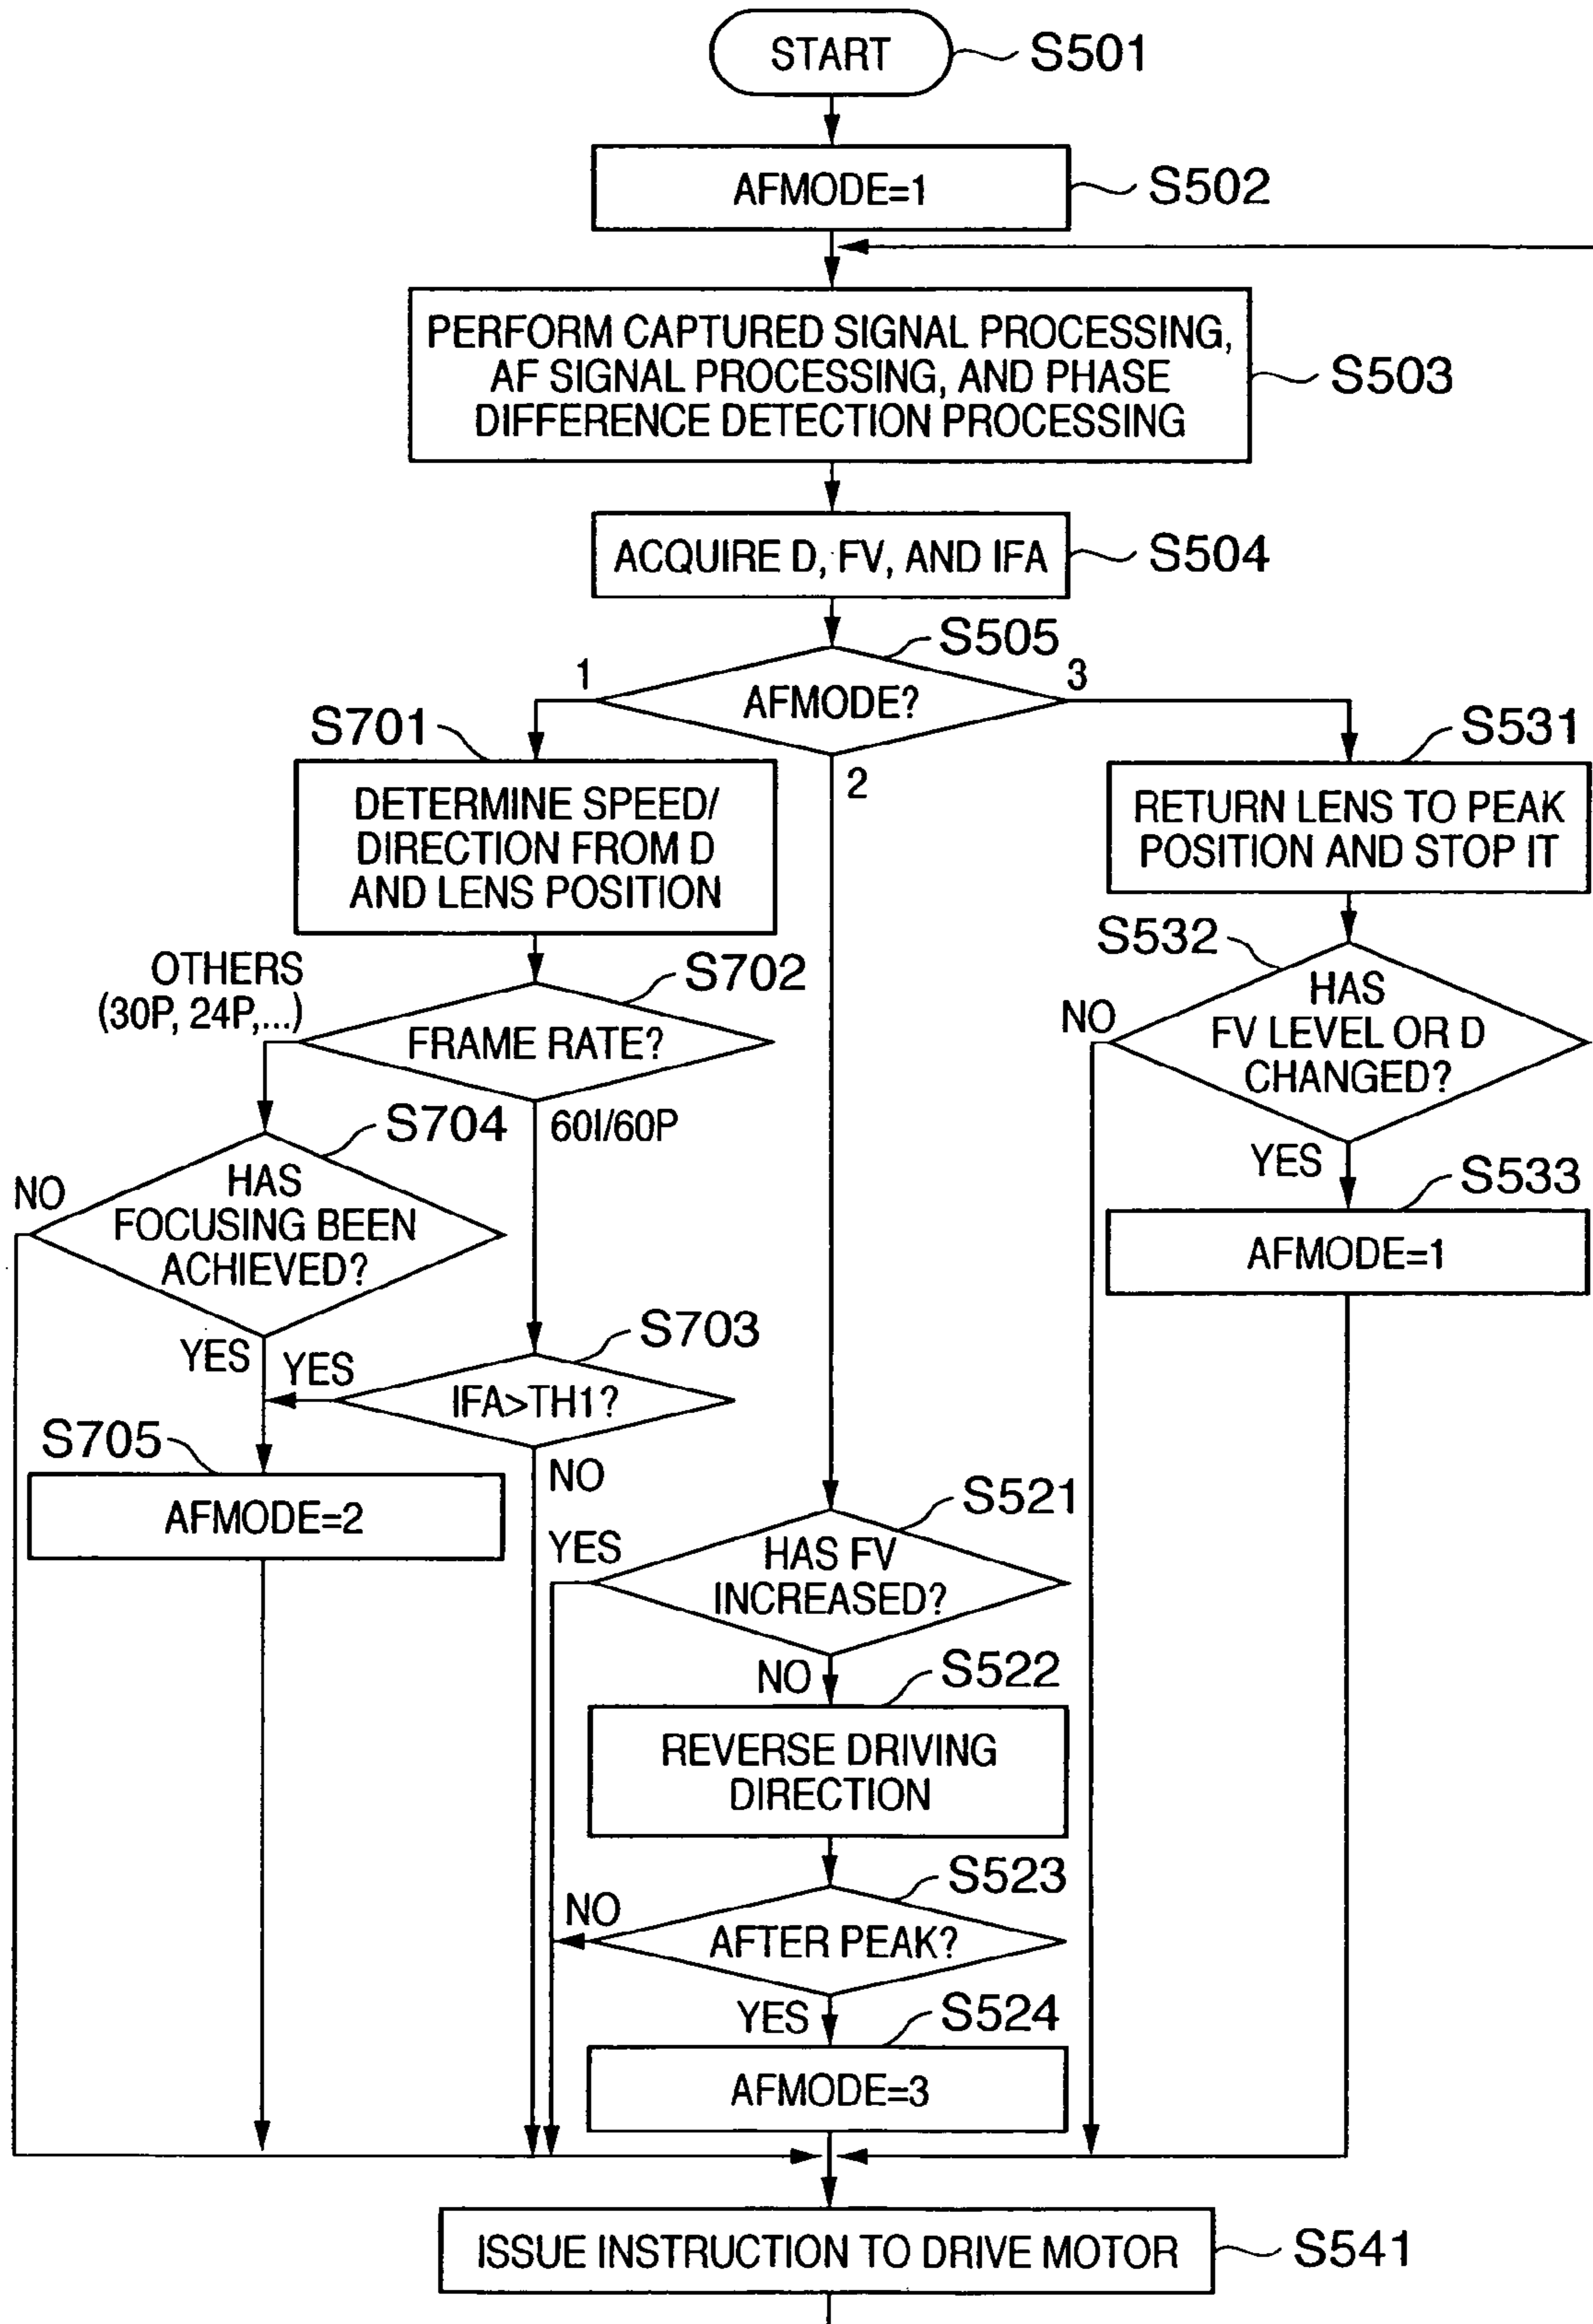 START
S501
AFMODE=1
S502
PERFORM CAPTURED SIGNAL PROCESSING,
AF SIGNAL PROCESSING, AND PHASE
DIFFERENCE DETECTION PROCESSING
S503
ACQUIRE D, FV, AND IFA
S504
S505
1
AFMODE?
3
2
S701
DETERMINE SPEED/
DIRECTION FROM D
AND LENS POSITION
S531
RETURN LENS TO PEAK
POSITION AND STOP IT
OTHERS
(30P, 24P,...)
S702
FRAME RATE?
60I/60P
S532
NO
HAS
FV LEVEL OR D
CHANGED?
YES
S533
AFMODE=1
S704
NO
HAS
FOCUSING BEEN
ACHIEVED?
YES
YES
S703
IFA>TH1?
NO
S705
AFMODE=2
S521
YES
HAS FV
INCREASED?
NO
S522
REVERSE DRIVING
DIRECTION
S523
NO
AFTER PEAK?
YES
S524
AFMODE=3
ISSUE INSTRUCTION TO DRIVE MOTOR
S541